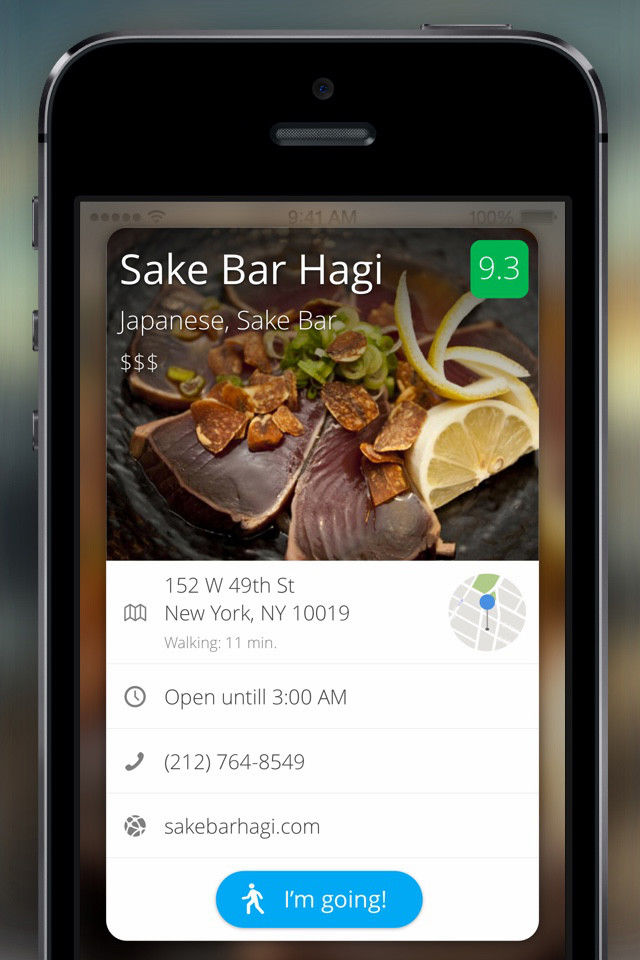 9:41 AM
100%
Sake Bar Hagi
9.3
Japanese, Sake Bar
$$$
152 W 49th St
New York, NY 10019
Walking: 11 min.
Open untill 3:00 AM
(212) 764-8549
sakebarhagi.com
I'm going!